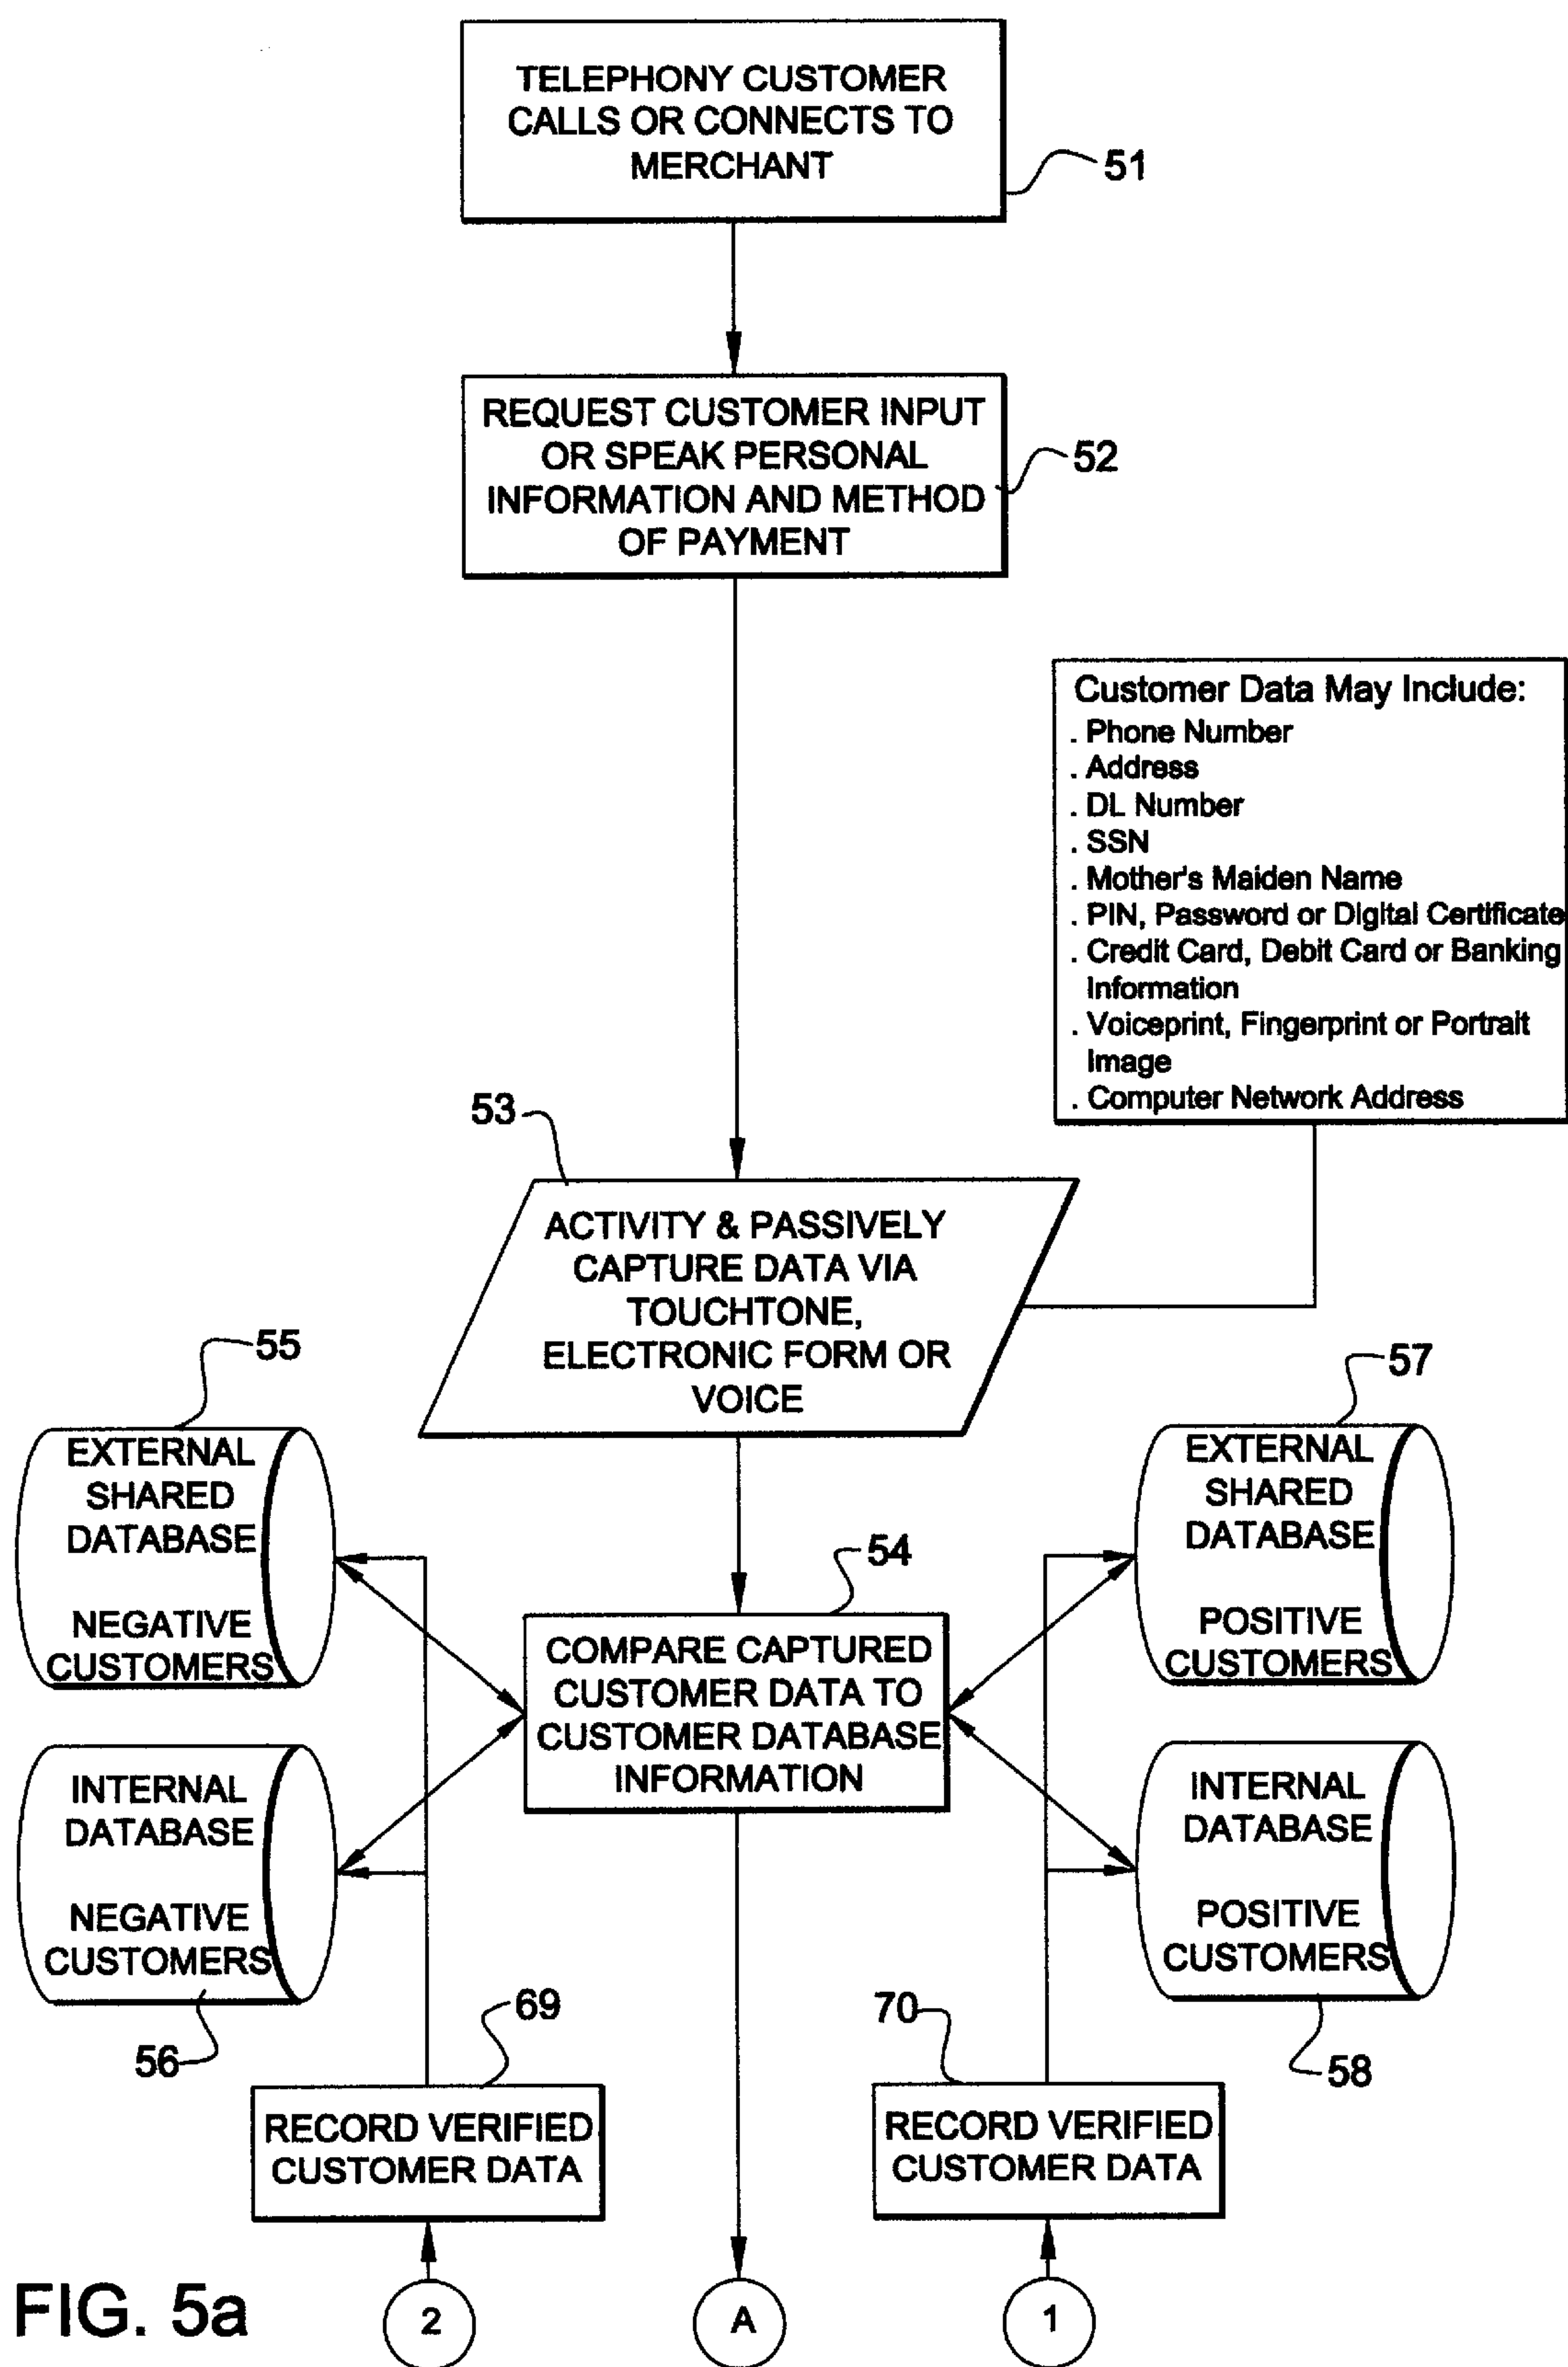 TELEPHONY CUSTOMER
CALLS OR CONNECTS TO
MERCHANT
51
REQUEST CUSTOMER INPUT
OR SPEAK PERSONAL
INFORMATION AND METHOD
OF PAYMENT
52
Customer Data May Include:
. Phone Number
. Address
. DL Number
. SSN
. Mother's Maiden Name
. PIN, Password or Digital Certificate
. Credit Card, Debit Card or Banking
Information
. Voiceprint, Fingerprint or Portrait
Image
. Computer Network Address
53
ACTIVITY & PASSIVELY
CAPTURE DATA VIA
TOUCHTONE,
ELECTRONIC FORM OR
VOICE
55
EXTERNAL
SHARED
DATABASE
NEGATIVE
CUSTOMERS
57
EXTERNAL
SHARED
DATABASE
POSITIVE
CUSTOMERS
54
COMPARE CAPTURED
CUSTOMER DATA TO
CUSTOMER DATABASE
INFORMATION
INTERNAL
DATABASE
NEGATIVE
CUSTOMERS
56
INTERNAL
DATABASE
POSITIVE
CUSTOMERS
58
69
RECORD VERIFIED
CUSTOMER DATA
70
RECORD VERIFIED
CUSTOMER DATA
FIG. 5a
2
A
1